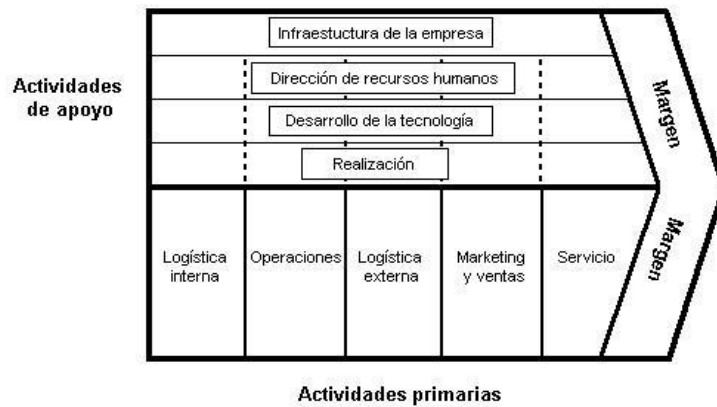 Infraestuctura de la empresa
Dirección de recursos humanos
Actividades
de apoyo
Desarrollo de la tecnología
Realización
Margen
Margen
Logística
interna
Operaciones
Logística
externa
Marketing
y ventas
Servicio
Actividades primarias